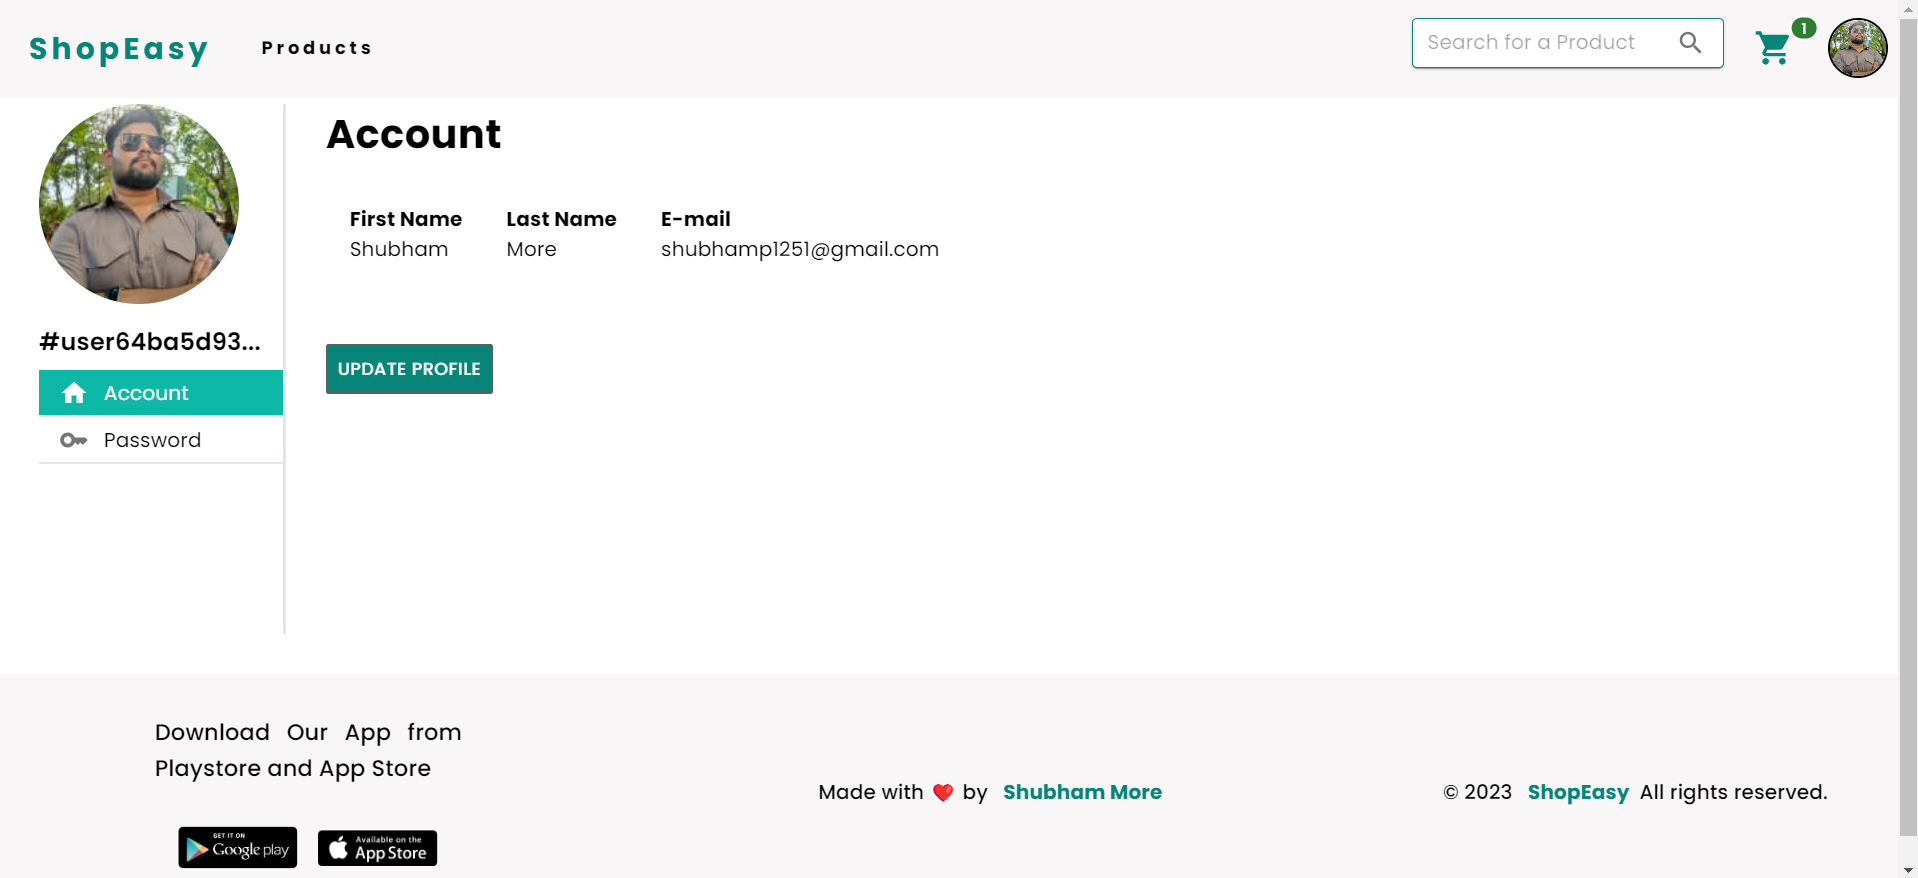 ShopEasy
Products
Search for a Product
1
#user64ba5d93...
Account
Password
Account
First Name Last Name E-mail
Shubham More shubhamp1251@gmail.com
UPDATE PROFILE
Download Our App from
Playstore and App Store
GET IT ON
Google play
Available on the
App Store
Made with ❤️ by Shubham More
© 2023 ShopEasy All rights reserved.